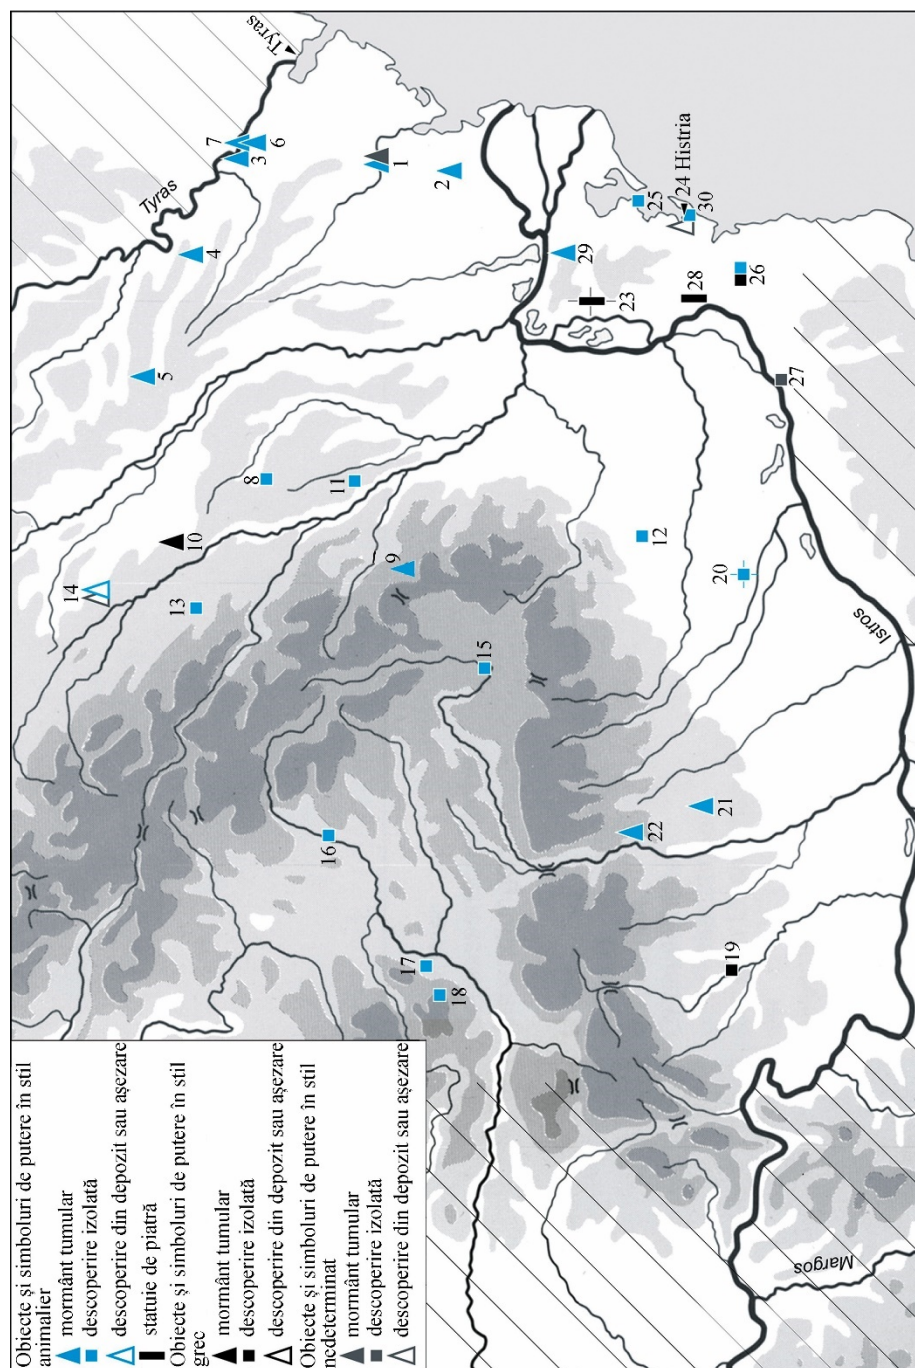 Obiecte și simboluri de putere în stil
animalier
mormânt tumular
descoperire izolată
descoperire din depozit sau așezare
statuie de piatră
Obiecte și simboluri de putere în stil
grec
mormânt tumular
descoperire izolată
descoperire din depozit sau așezare
Obiecte și simboluri de putere în stil
nedeterminat
mormânt tumular
descoperire izolată
descoperire din depozit sau așezare
18
17
16
13
14
10
8
11
9
5
4
3
7
6
Tyras
Tyras
1
2
15
22
21
19
20
12
29
23
28
25
24 Histria
30
26
27
Istros
Margos